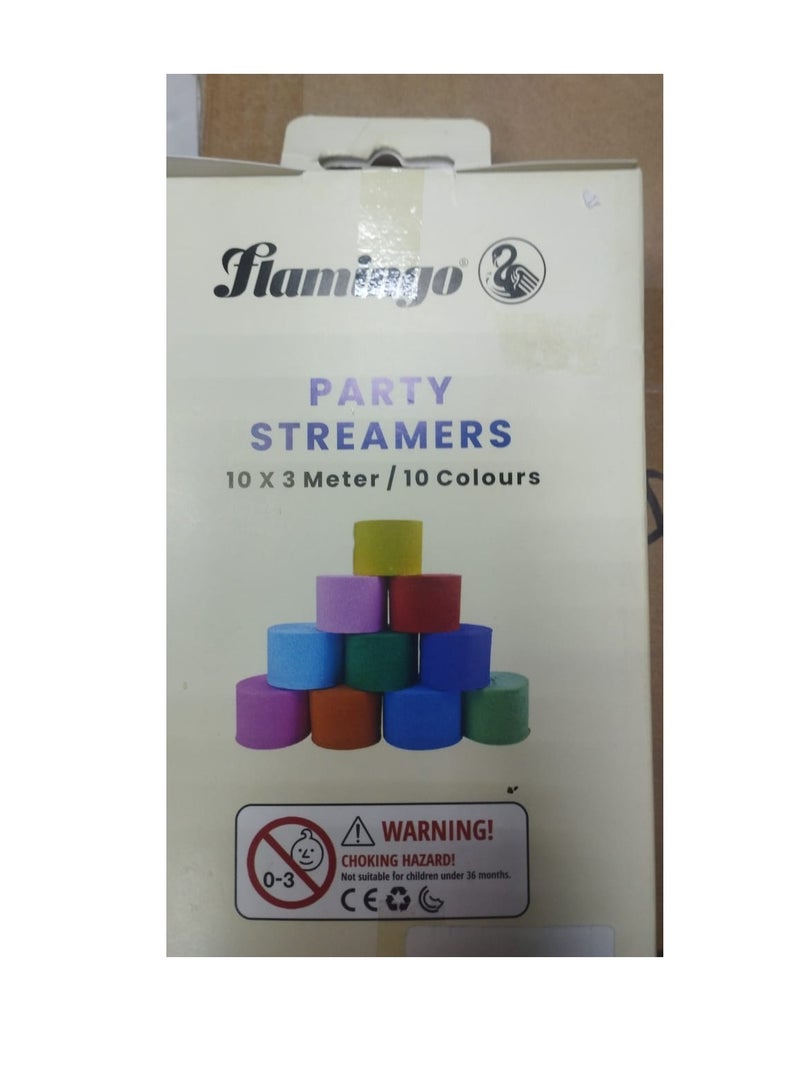 flamingo®
PARTY
STREAMERS
10 X 3 Meter / 10 Colours
WARNING!
CHOKING HAZARD!
0-3
Not suitable for children under 36 months.
CE